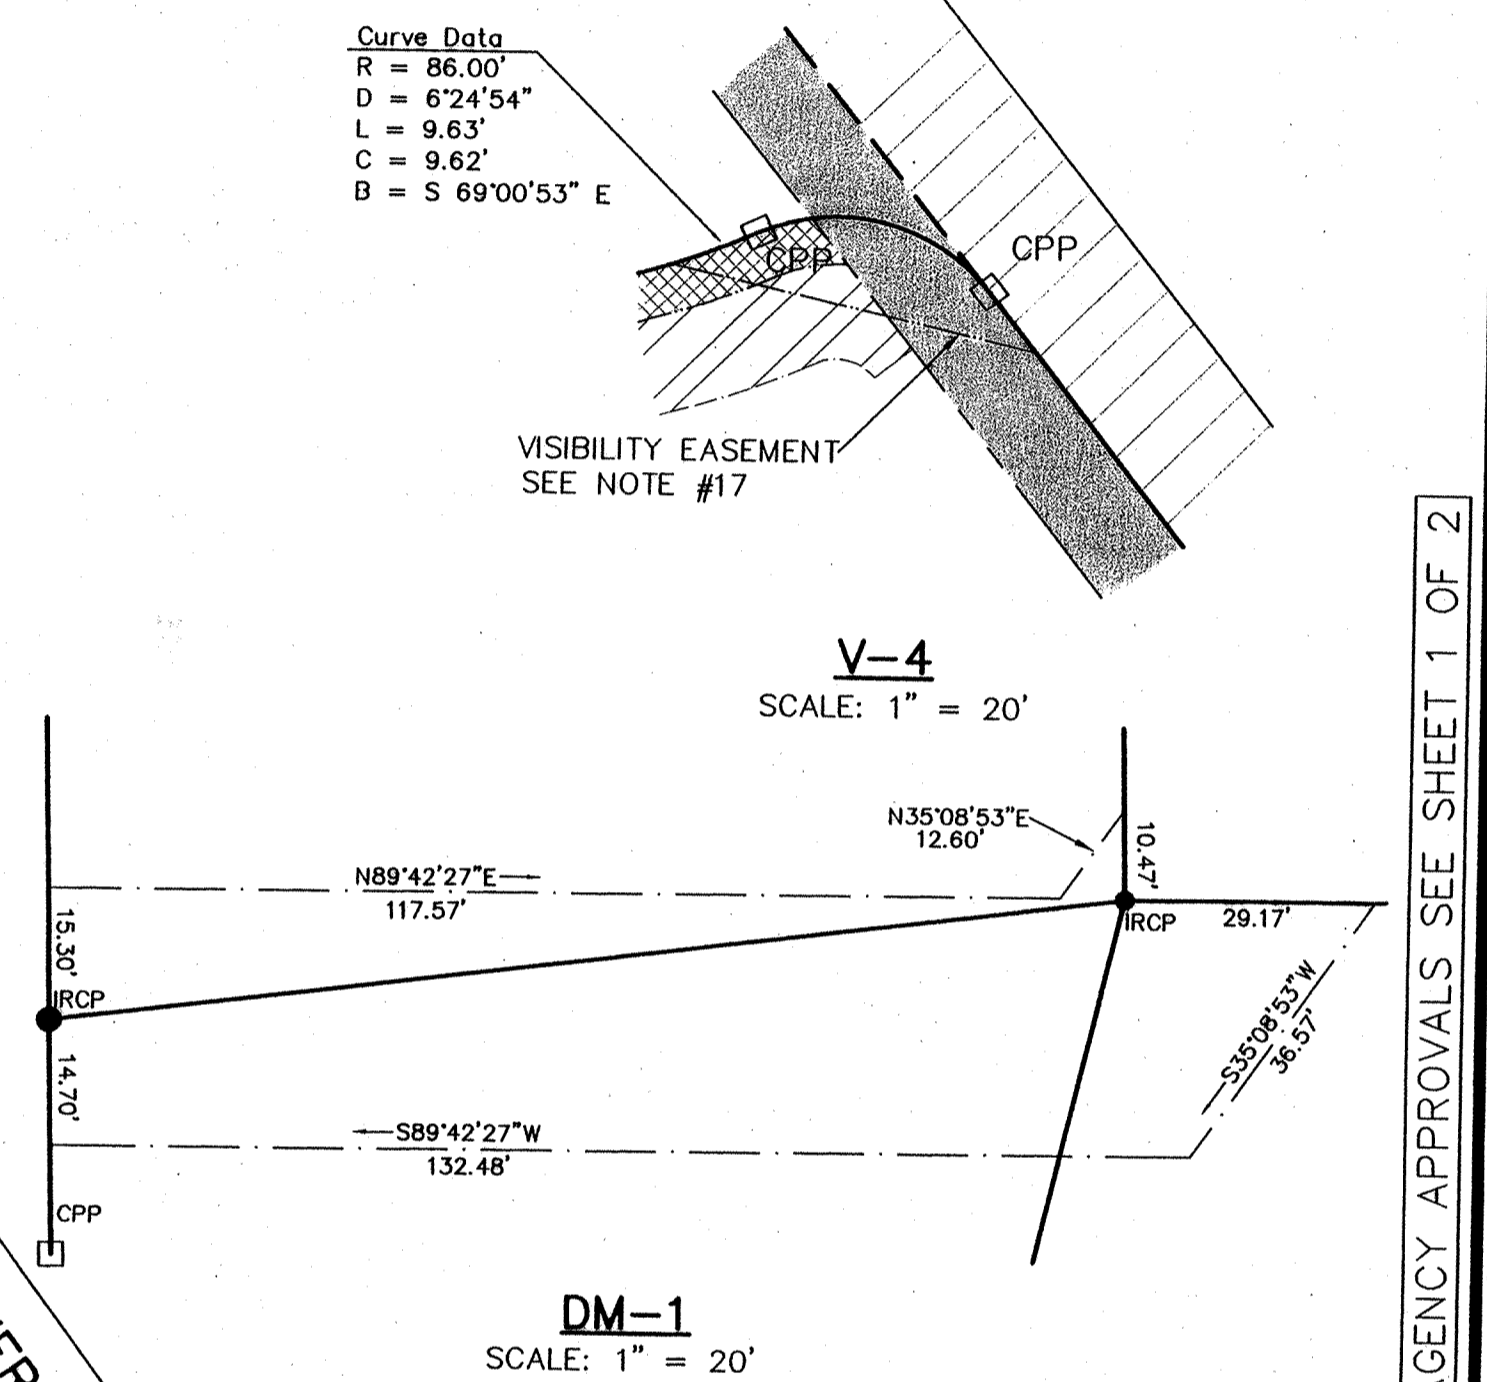 Curve Data
R = 86.00'
D = 6°24'54"
L = 9.63'
C = 9.62'
B = S 69°00'53" E
CPP
CPP
VISIBILITY EASEMENT
SEE NOTE #17
V-4
SCALE: 1" = 20'
N35°08'53"E
12.60'
10.47'
N89°42'27"E
117.57'
15.30'
IRCP
29.17'
IRCP
14.70'
S35°08'53"W
36.57'
S89°42'27"W
132.48'
CPP
DM-1
SCALE: 1" = 20'
AGENCY APPROVALS SEE SHEET 1 OF 2